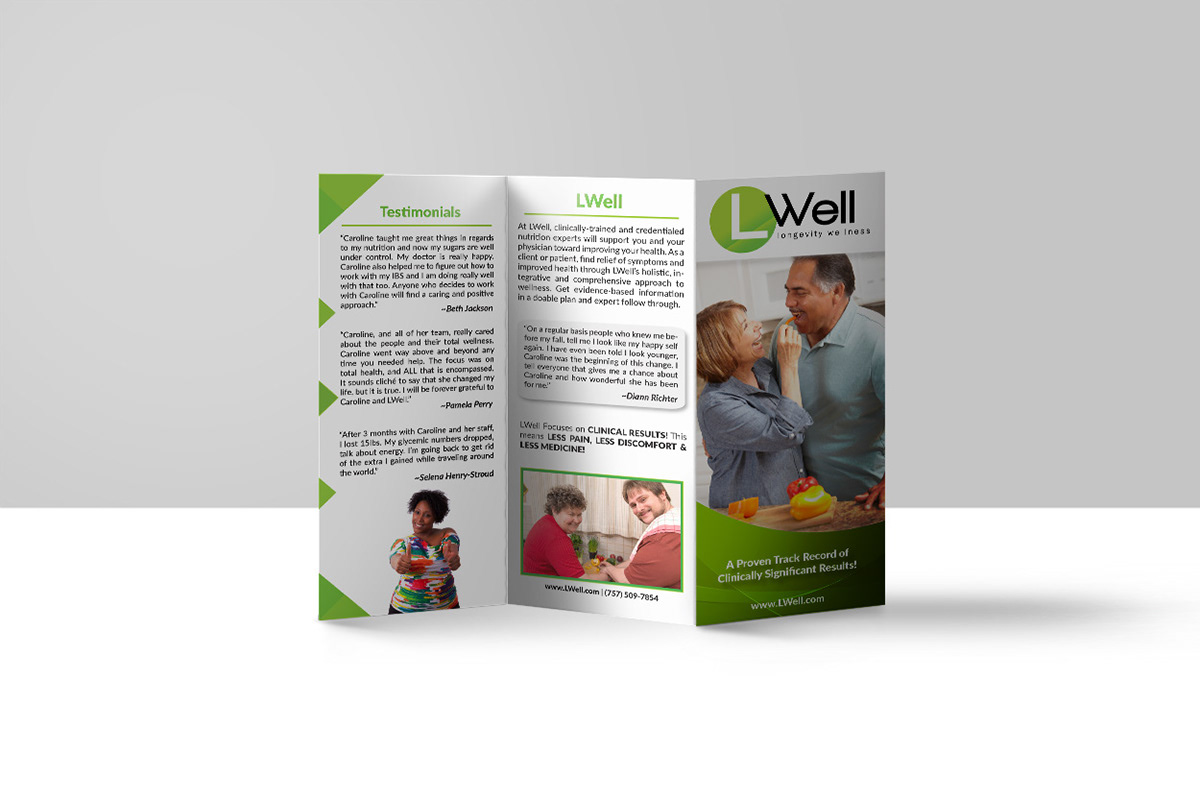 Testimonials
"Caroline taught me great things in regards
to my nutrition and now my sugars are well
under control. My doctor is really happy.
Caroline also helped me to figure out how to
work with my IBS and I am doing really well
with that too. Anyone who decides to work
with Caroline will find a caring and positive
approach."
~Beth Jackson
"Caroline, and all of her team, really cared
about the people and their total wellness.
Caroline went way above and beyond any
time you needed help. The focus was on
total health, and ALL that is encompassed.
It sounds cliché to say that she changed my
life, but it is true. I will be forever grateful to
Caroline and LWell."
~Pamela Perry
"After 3 months with Caroline and her staff,
I lost 15lbs. My glycemic numbers dropped,
talk about energy. I'm going back to get rid
of the extra I gained while traveling around
the world."
~Selena Henry-Stroud
LWell
At LWell, clinically-trained and credentialed
nutrition experts will support you and your
physician toward improving your health. As a
client or patient, find relief of symptoms and
improved health through LWell's holistic, in-
tegrative and comprehensive approach to
wellness. Get evidence-based information
in a doable plan and expert follow through.
"On a regular basis people who knew me be-
fore my fall, tell me I look like my happy self
again. I have even been told I look younger,
Caroline was the beginning of this change. I
tell everyone that gives me a chance about
Caroline and how wonderful she has been
for me."
~Diann Richter
LWell Focuses on CLINICAL RESULTS! This
means LESS PAIN, LESS DISCOMFORT &
LESS MEDICINE!
www.LWell.com | (757) 509-7854
LWell
longevity wellness
A Proven Track Record of
Clinically Significant Results!
www.LWell.com